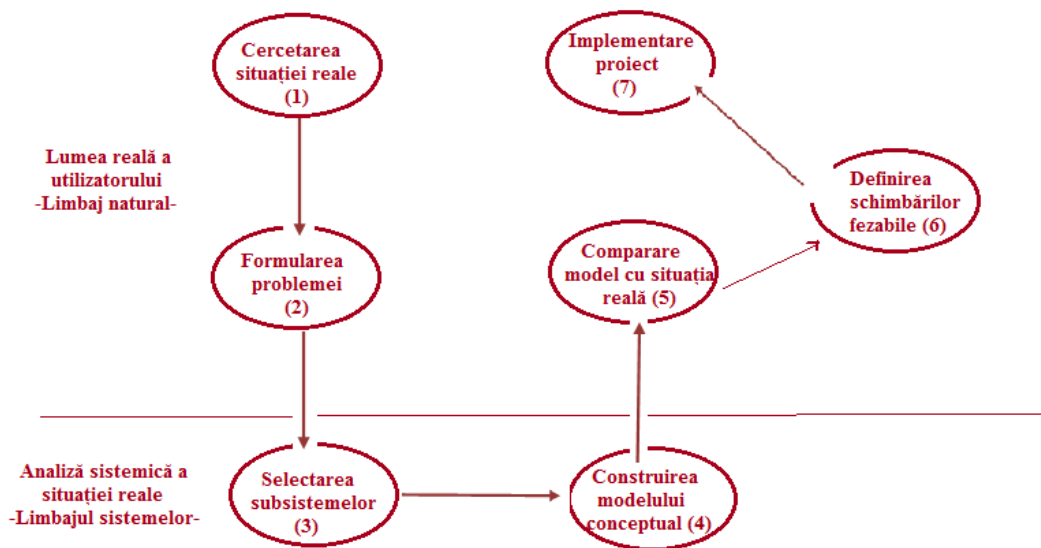 Cercetarea
situației reale
(1)
Implementare
proiect
(7)
Lumea reală a
utilizatorului
-Limbaj natural-
Definirea
schimbărilor
fezabile (6)
Formularea
problemei
(2)
Comparare
model cu situația
reală (5)
Analiză sistemică a
situației reale
-Limbajul sistemelor-
Selectarea
subsistemelor
(3)
Construirea
modelului
conceptual (4)